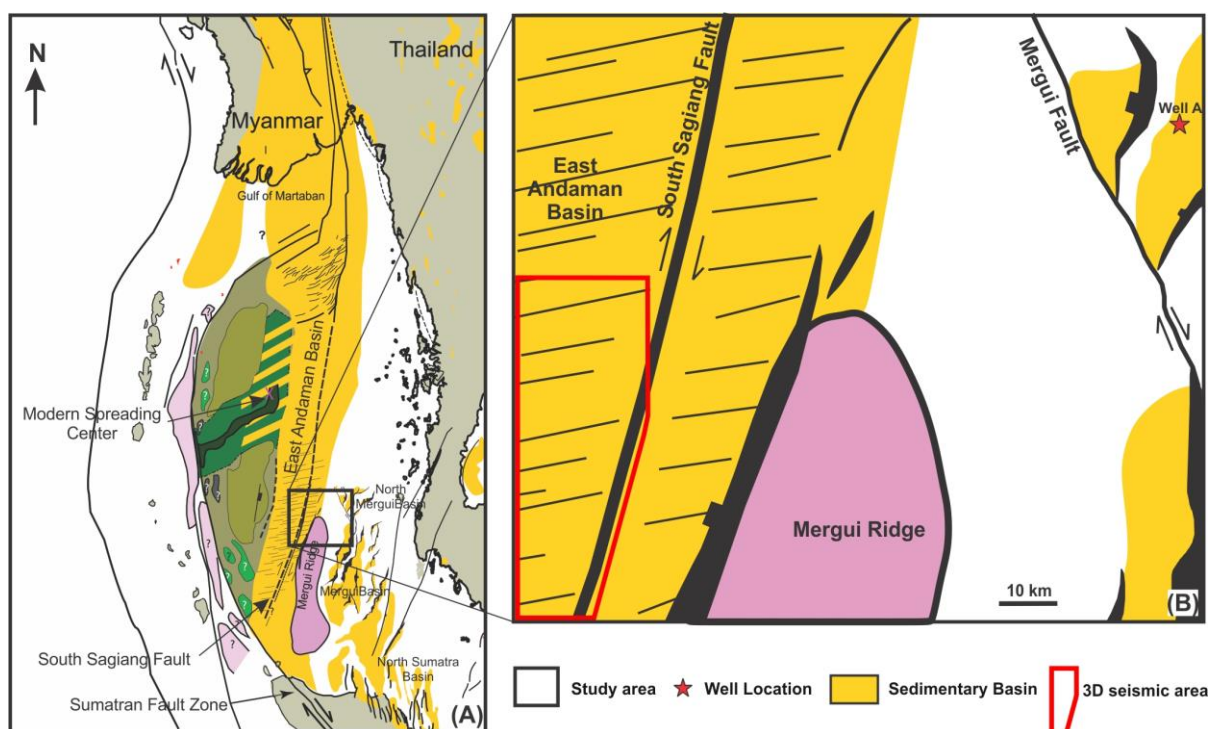 N
Thailand
Myanmar
Gulf of Martaban
?
Modern Spreading
Center
East Andaman Basin
North
MerguiBasin
Mergui Ridge
MerguiBasin
South Sagiang Fault
North Sumatra
Basin
Sumatran Fault Zone
(A)
South Sagiang Fault
Mergui Fault
Well A
East
Andaman
Basin
Mergui Ridge
10 km
(B)
Study area
Well Location
Sedimentary Basin
3D seismic area